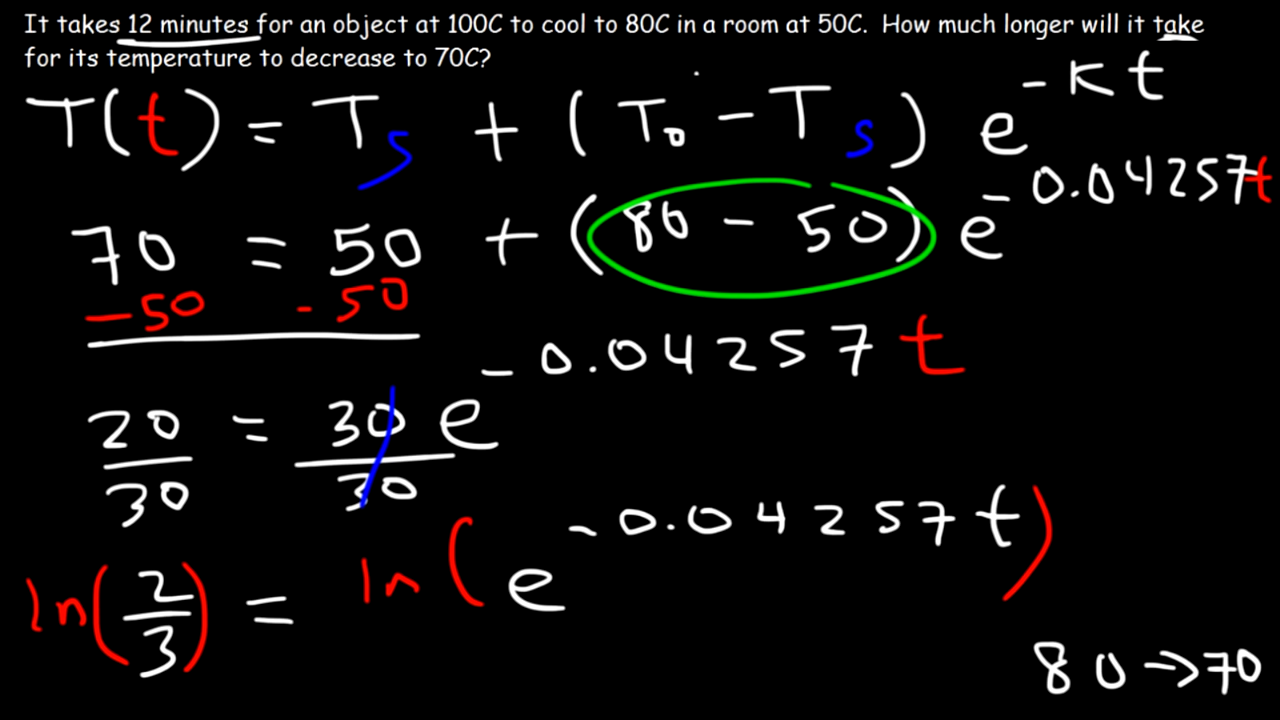 It takes 12 minutes for an object at 100C to cool to 80C in a room at 50C. How much longer will it take
for its temperature to decrease to 70C?
T(t) = Ts + (T₀ - Ts) e^-kt
70 = 50 + (80 - 50) e^-0.04257t
-50 -50
20/30 = 30/30 e^-0.04257t
ln(2/3) = ln(e^-0.04257t)
80→70